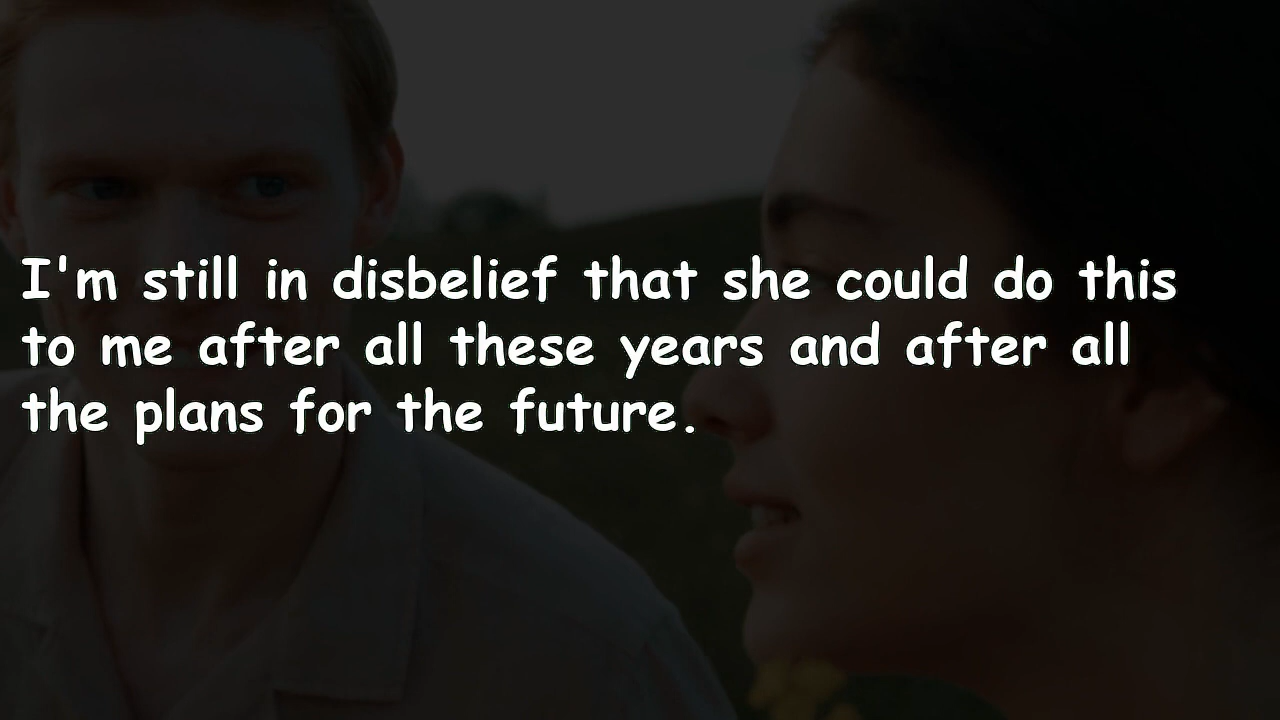 I'm still in disbelief that she could do this
to me after all these years and after all
the plans for the future.